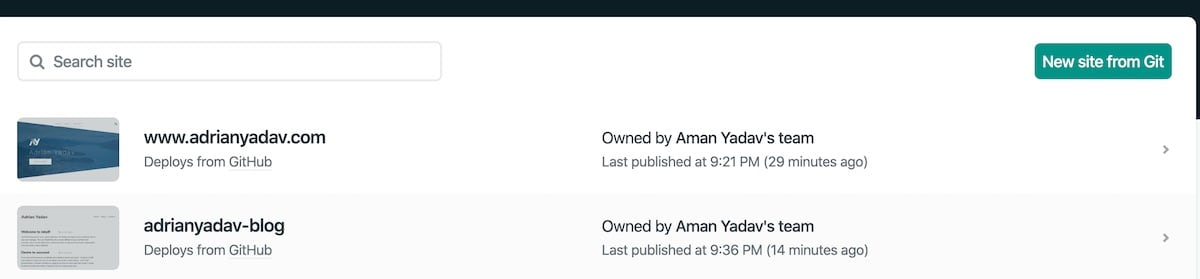 Search site
New site from Git
www.adrianyadav.com
Deploys from GitHub
Owned by Aman Yadav's team
Last published at 9:21 PM (29 minutes ago)
Adrian Yadav
adrianyadav-blog
Deploys from GitHub
Owned by Aman Yadav's team
Last published at 9:36 PM (14 minutes ago)